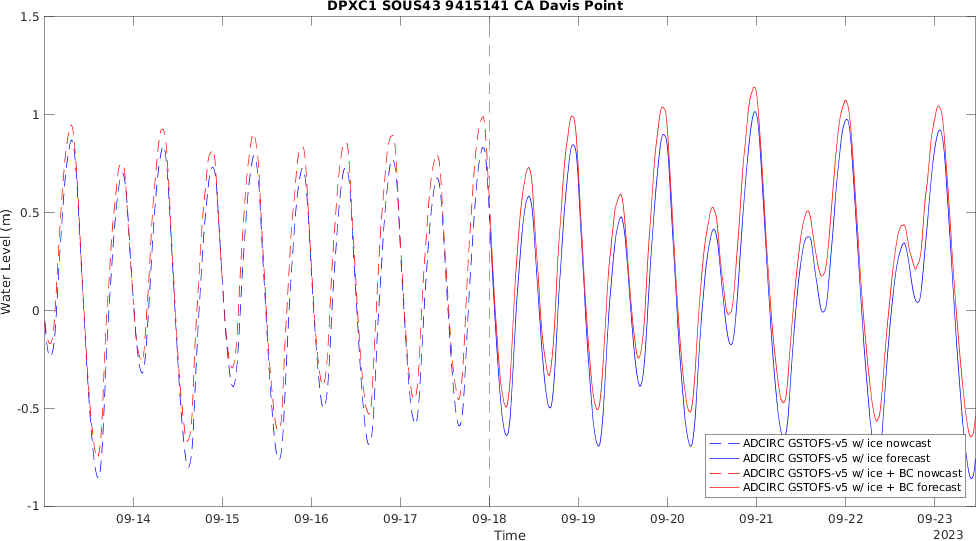 DPXC1 SOUS43 9415141 CA Davis Point
1.5
1
0.5
0
-0.5
-1
Water Level (m)
09-14 09-15 09-16 09-17 09-18 09-19 09-20 09-21 09-22 09-23
2023
Time
ADCIRC GSTOFS-v5 w/ ice nowcast
ADCIRC GSTOFS-v5 w/ ice forecast
ADCIRC GSTOFS-v5 w/ ice + BC nowcast
ADCIRC GSTOFS-v5 w/ ice + BC forecast